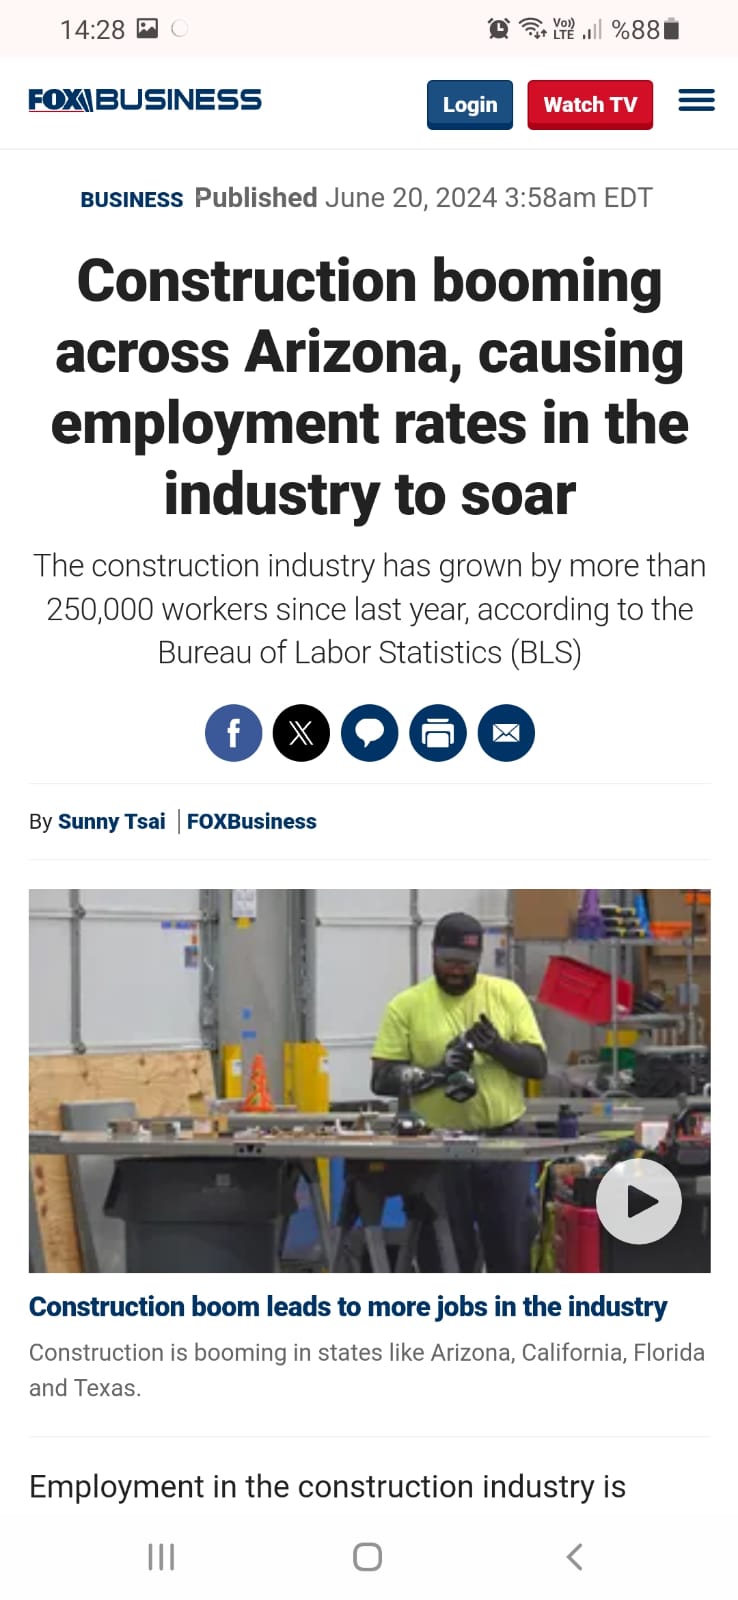 14:28 Vo)) LTE %88
FOX BUSINESS Login Watch TV
BUSINESS Published June 20, 2024 3:58am EDT
Construction booming
across Arizona, causing
employment rates in the
industry to soar
The construction industry has grown by more than
250,000 workers since last year, according to the
Bureau of Labor Statistics (BLS)
f X
By Sunny Tsai | FOXBusiness
Construction boom leads to more jobs in the industry
Construction is booming in states like Arizona, California, Florida
and Texas.
Employment in the construction industry is